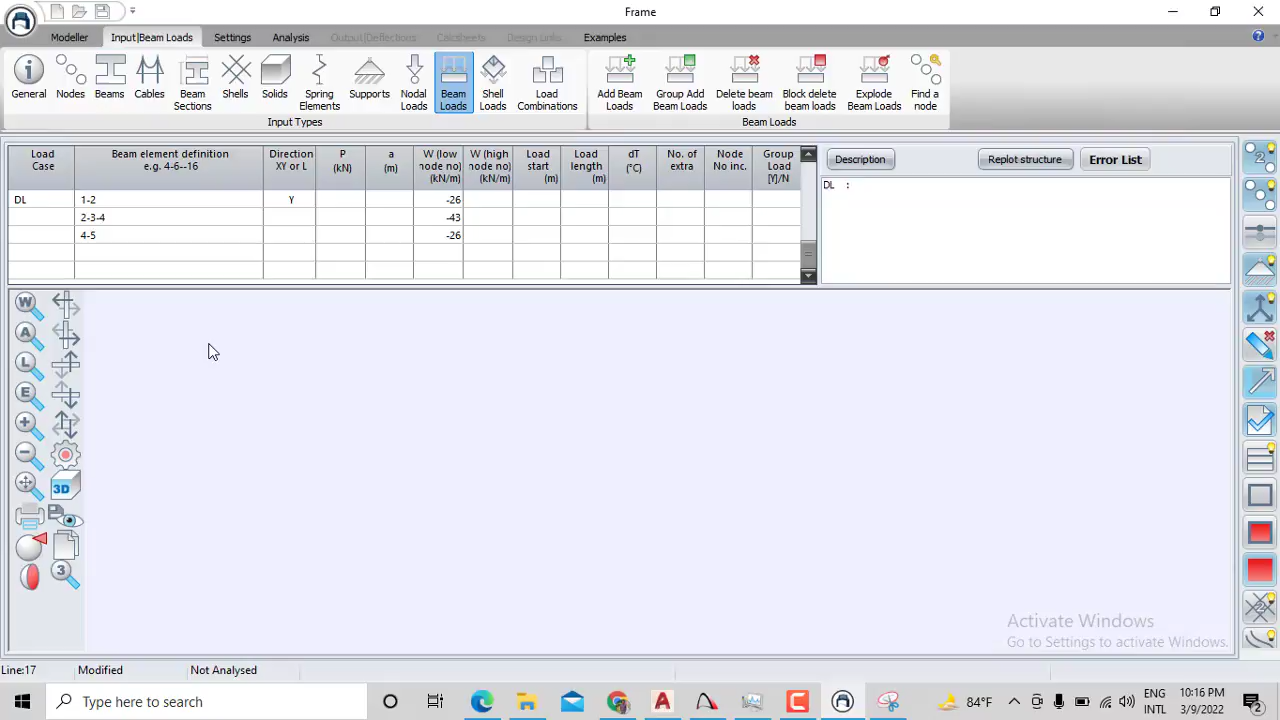 Frame
Modeller
Input|Beam Loads
Settings
Analysis
Output|Deflections
Calcsheets
Design Links
Examples
General
Nodes
Beams
Cables
Beam Sections
Shells
Solids
Spring Elements
Supports
Nodal Loads
Beam Loads
Shell Loads
Load Combinations
Add Beam Loads
Group Add Beam Loads
Delete beam loads
Block delete beam loads
Explode Beam Loads
Find a node
Input Types
Beam Loads
Load Case
Beam element definition e.g. 4-6--16
Direction XY or L
P (kN)
a (m)
W (low node no) (kN/m)
W (high node no) (kN/m)
Load start (m)
Load length (m)
dT (°C)
No. of extra
Node No inc.
Group Load [Y]/N
DL 1-2 Y -26
2-3-4 -43
4-5 -26
Description
Replot structure
Error List
DL :
W
A
L
E
3D
3
2
2
Activate Windows
Go to Settings to activate Windows.
Line:17
Modified
Not Analysed
Type here to search
84°F
ENG
INTL
10:16 PM
3/9/2022
2